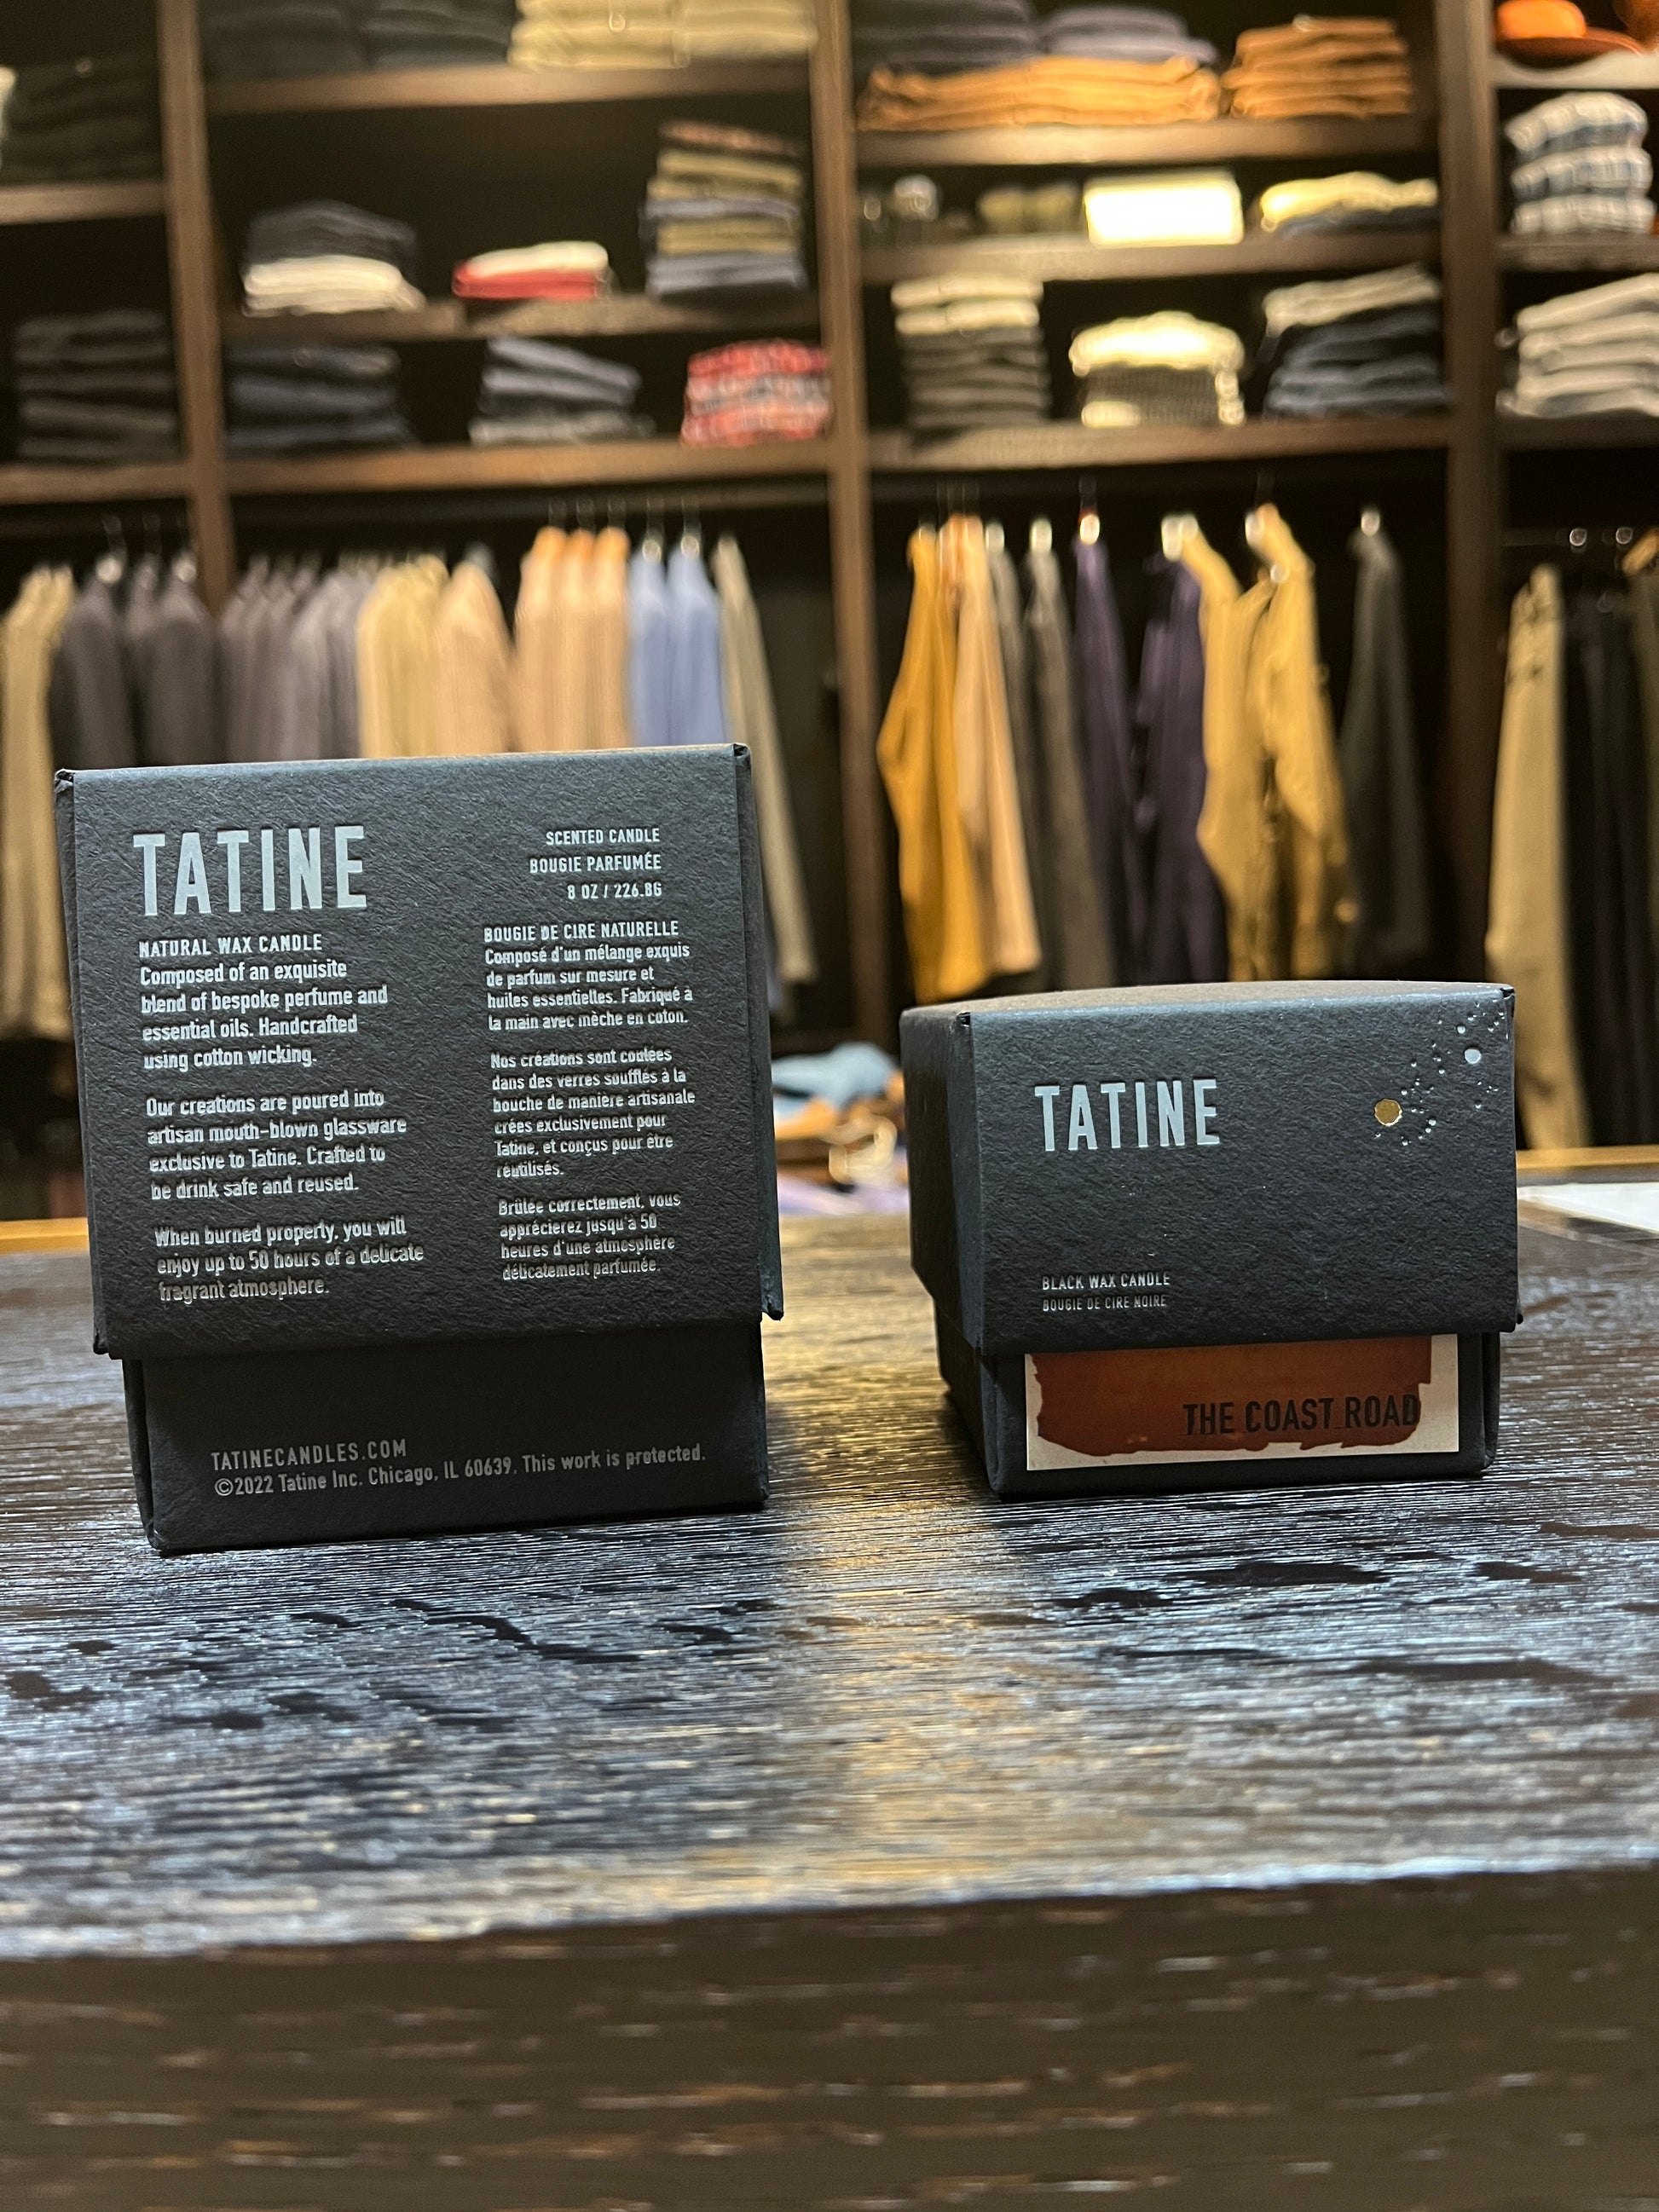 TATINE
SCENTED CANDLE
BOUGIE PARFUMÉE
8 OZ / 226.8G
NATURAL WAX CANDLE
Composed of an exquisite
blend of bespoke perfume and
essential oils. Handcrafted
using cotton wicking.
Our creations are poured into
artisan mouth-blown glassware
exclusive to Tatine. Crafted to
be drink safe and reused.
When burned properly, you will
enjoy up to 50 hours of a delicate
fragrant atmosphere.
BOUGIE DE CIRE NATURELLE
Composé d'un mélange exquis
de parfum sur mesure et
huiles essentielles. Fabriqué à
la main avec mèche en coton.
Nos créations sont coulées
dans des verres soufflés à la
bouche de manière artisanale
crées exclusivement pour
Tatine, et conçus pour être
réutilisés.
Brûlée correctement, vous
apprécierez jusqu'à 50
heures d'une atmosphère
délicatement parfumée.
TATINECANDLES.COM
©2022 Tatine Inc. Chicago, IL 60639. This work is protected.
TATINE
BLACK WAX CANDLE
BOUGIE DE CIRE NOIRE
THE COAST ROAD